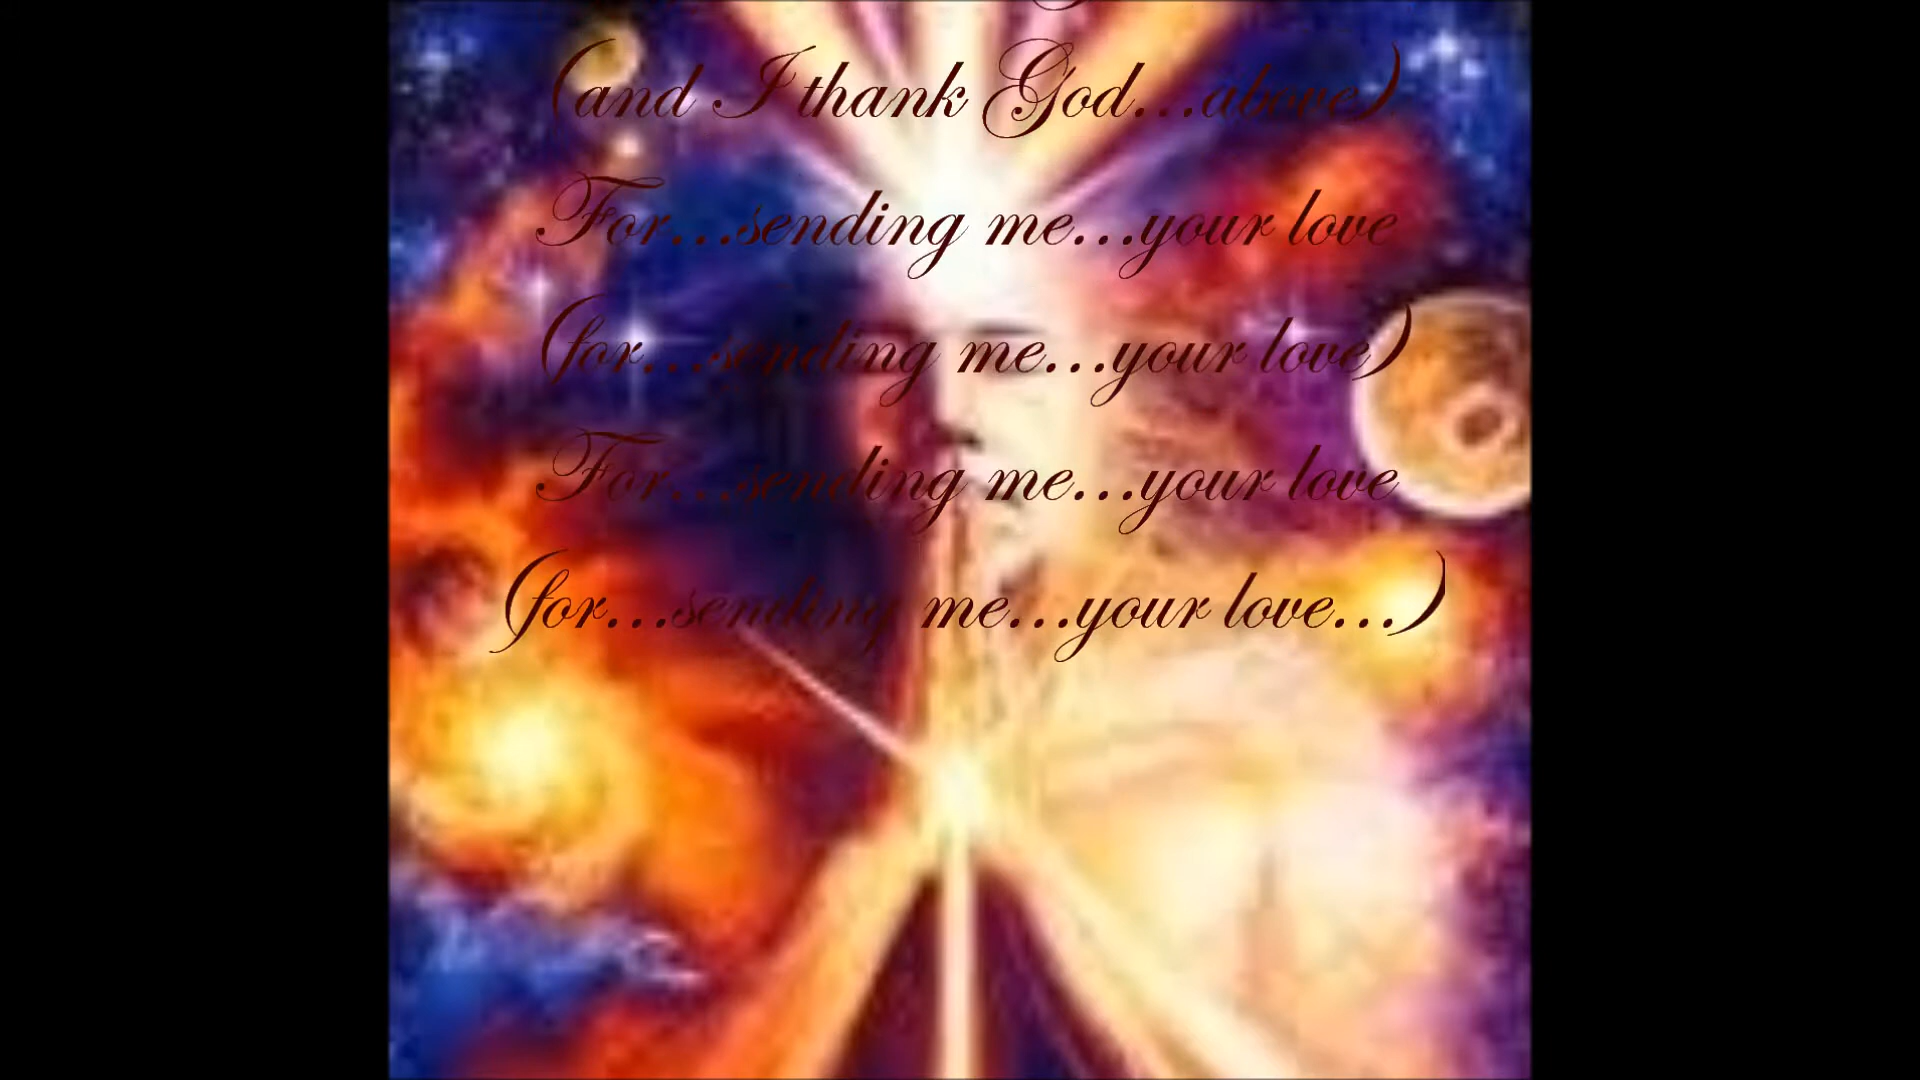 (and I thank God...above)
For...sending me...your love
(for...sending me...your love)
For...sending me...your love
(for...sending me...your love...)